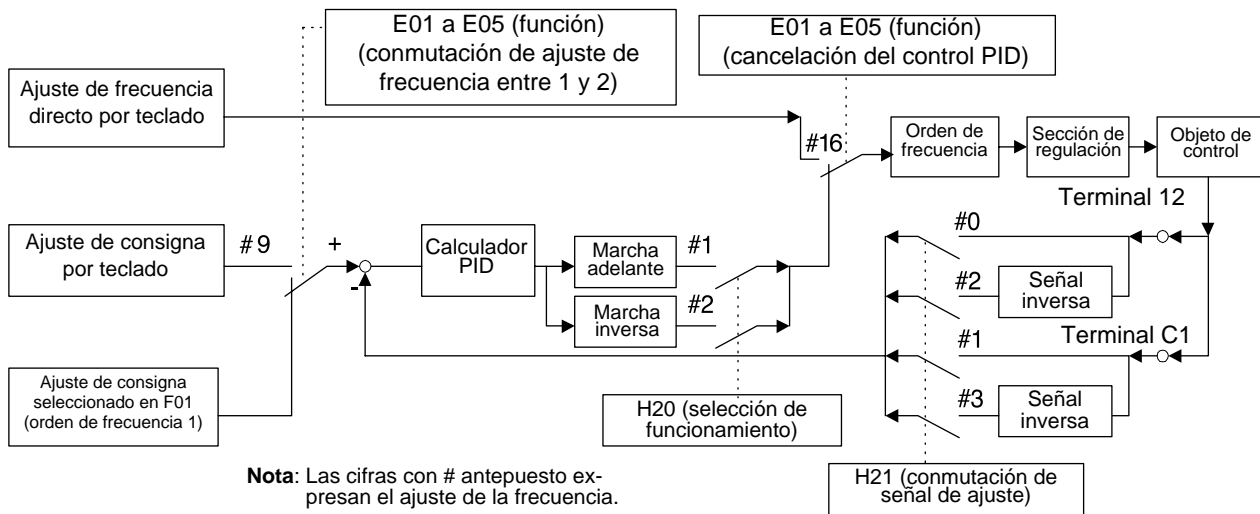 E01 a E05 (función)
(conmutación de ajuste de
frecuencia entre 1 y 2)
E01 a E05 (función)
(cancelación del control PID)
Ajuste de frecuencia
directo por teclado
#16
Orden de
frecuencia
Sección de
regulación
Objeto de
control
Terminal 12
Ajuste de consigna
por teclado
#9
+
-
Calculador
PID
Marcha
adelante
#1
Marcha
inversa
#2
#0
#2
Señal
inversa
Terminal C1
#1
#3
Señal
inversa
Ajuste de consigna
seleccionado en F01
(orden de frecuencia 1)
H20 (selección de
funcionamiento)
H21 (conmutación de
señal de ajuste)
Nota: Las cifras con # antepuesto ex-
presan el ajuste de la frecuencia.